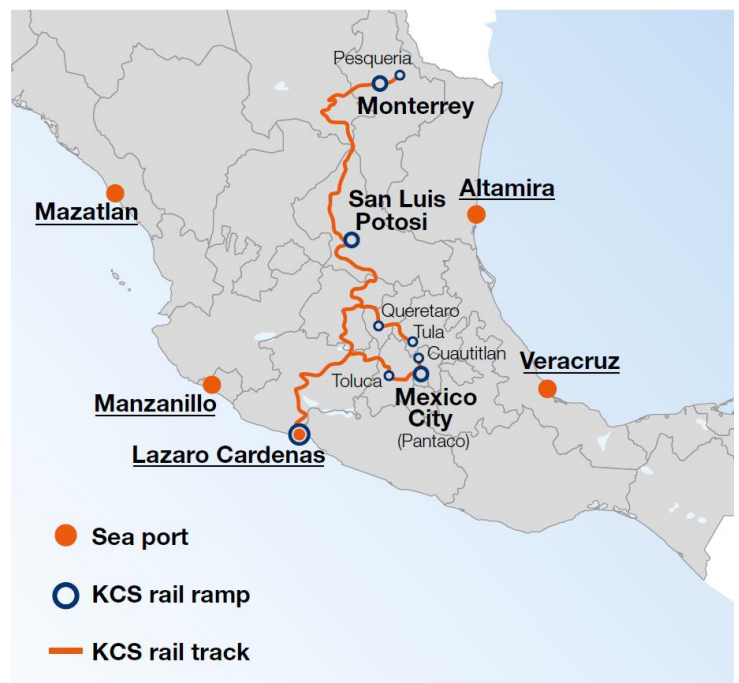 Pesqueria
Monterrey
Mazatlan
San Luis
Potosi
Altamira
Queretaro
Tula
Cuautitlan
Toluca
Veracruz
Manzanillo
Mexico
City
(Pantaco)
Lazaro Cardenas
Sea port
KCS rail ramp
KCS rail track